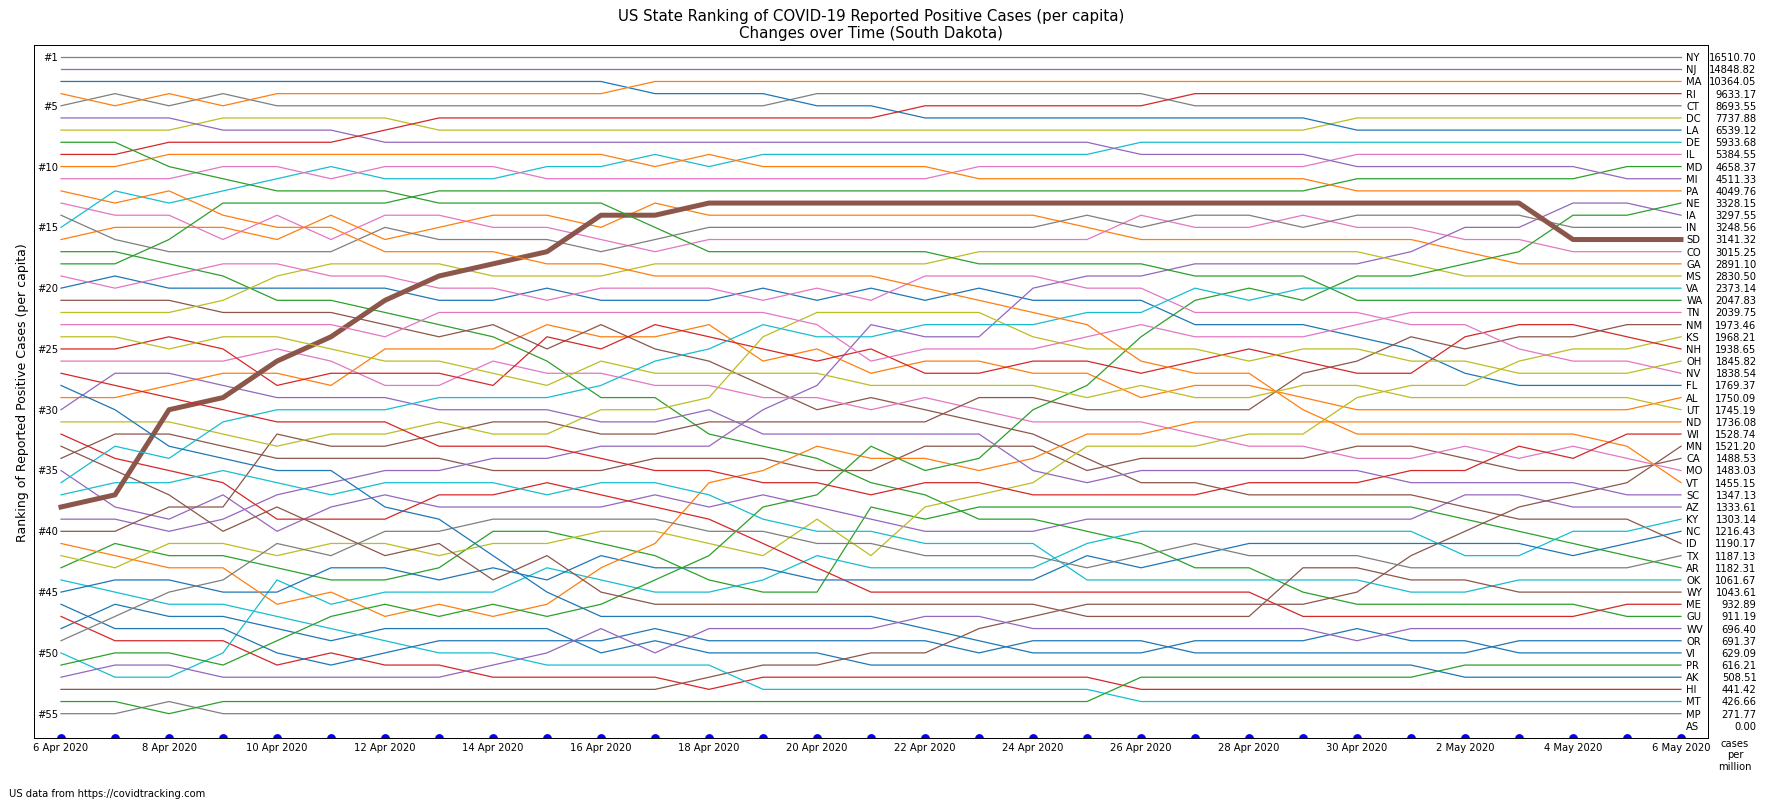 US State Ranking of COVID-19 Reported Positive Cases (per capita)
Changes over Time (South Dakota)
Ranking of Reported Positive Cases (per capita)
#1
#5
#10
#15
#20
#25
#30
#35
#40
#45
#50
#55
NY 16510.70
NJ 14848.82
MA 10364.05
RI 9633.17
CT 8693.55
DC 7737.88
LA 6539.12
DE 5933.68
IL 5384.55
MD 4658.37
MI 4511.33
PA 4049.76
NE 3328.15
IA 3297.55
IN 3248.56
SD 3141.32
CO 3015.25
GA 2891.10
MS 2830.50
VA 2373.14
WA 2047.83
TN 2039.75
NM 1973.46
KS 1968.21
NH 1938.65
UT 1745.19
NV 1838.54
FL 1769.37
AL 1750.09
ND 1736.08
WI 1528.74
MN 1521.20
CA 1488.53
MO 1483.03
VT 1455.15
SC 1347.13
AZ 1333.61
KY 1303.14
NC 1216.43
ID 1190.17
TX 1187.13
AR 1182.31
OK 1061.67
WY 1043.61
ME 932.89
GU 911.19
WV 696.40
OR 691.37
VI 629.09
PR 616.21
AK 508.51
HI 441.42
MT 426.66
MP 271.77
AS 0.00
6 Apr 2020
8 Apr 2020
10 Apr 2020
12 Apr 2020
14 Apr 2020
16 Apr 2020
18 Apr 2020
20 Apr 2020
22 Apr 2020
24 Apr 2020
26 Apr 2020
28 Apr 2020
30 Apr 2020
2 May 2020
4 May 2020
6 May 2020
cases
per
million
US data from https://covidtracking.com